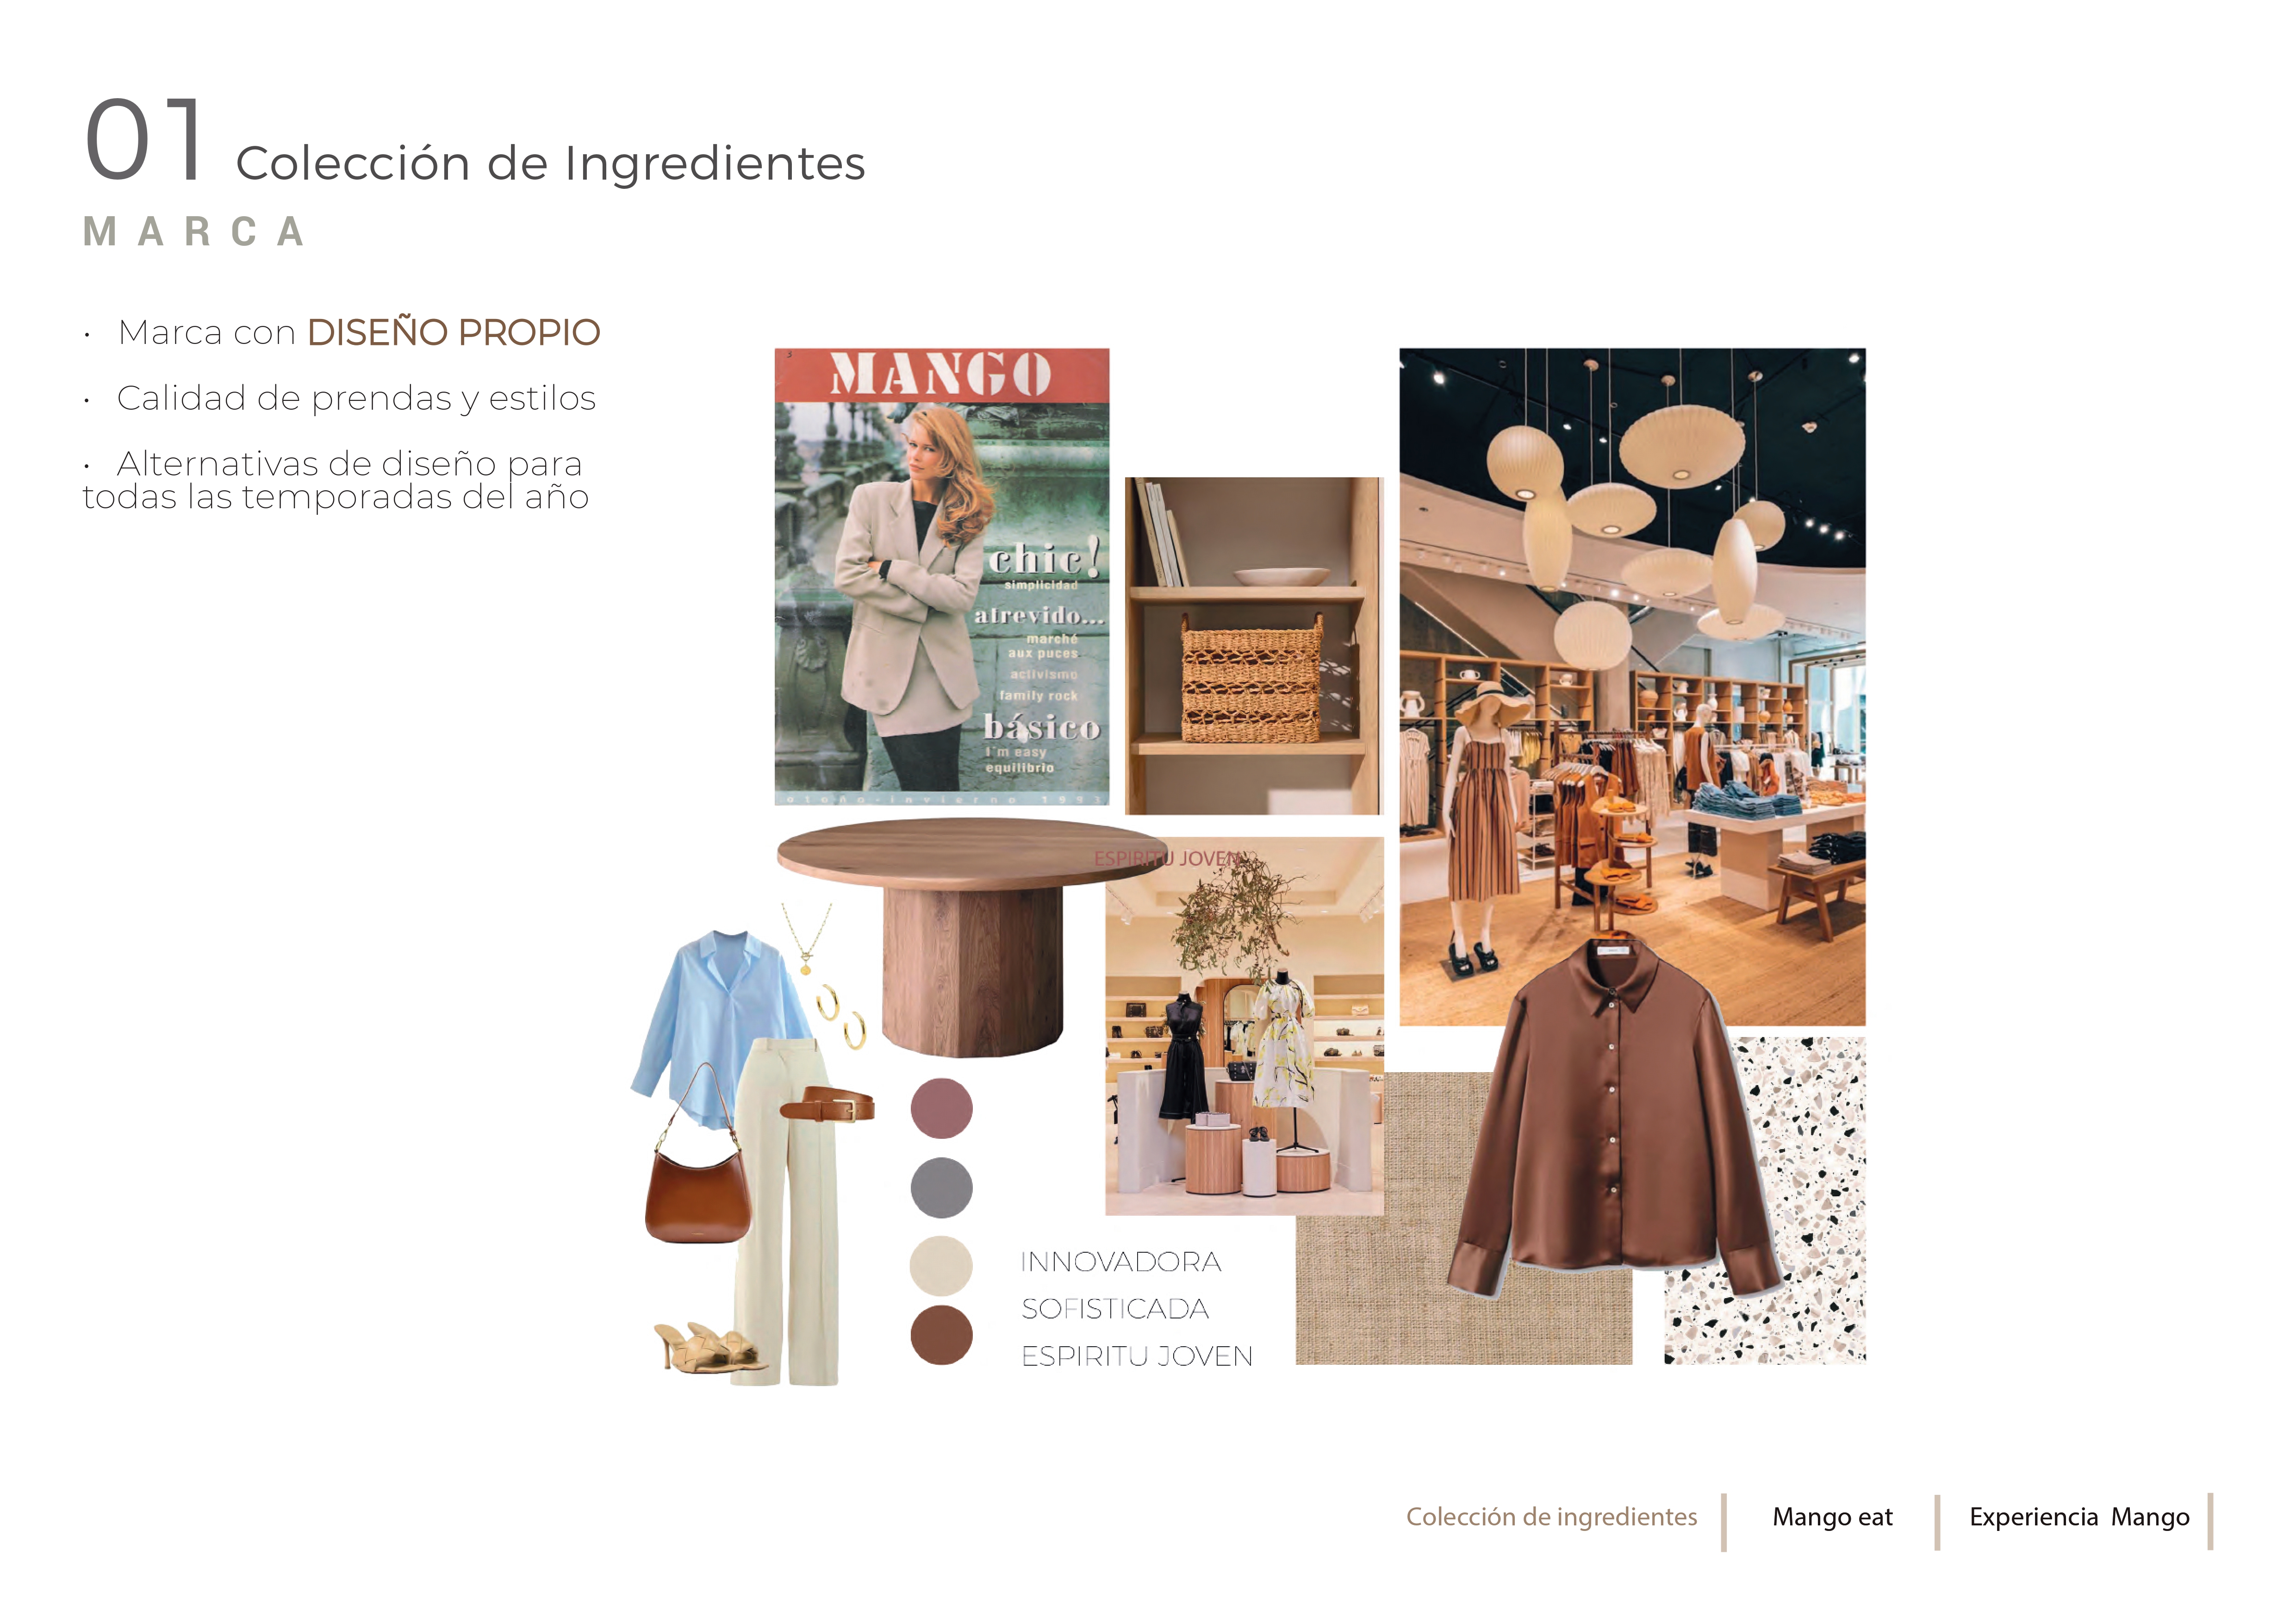 01 Colección de Ingredientes
MARCA
· Marca con DISEÑO PROPIO
· Calidad de prendas y estilos
· Alternativas de diseño para
todas las temporadas del año
3
MANGO
chic!
simplicidad
atrevido...
marché
aux puces
activismo
family rock
básico
I'm easy
equilibrio
otoño-invierno 1993
ESPIRITU JOVEN
INNOVADORA
SOFISTICADA
ESPIRITU JOVEN
Colección de ingredientes
Mango eat
Experiencia Mango